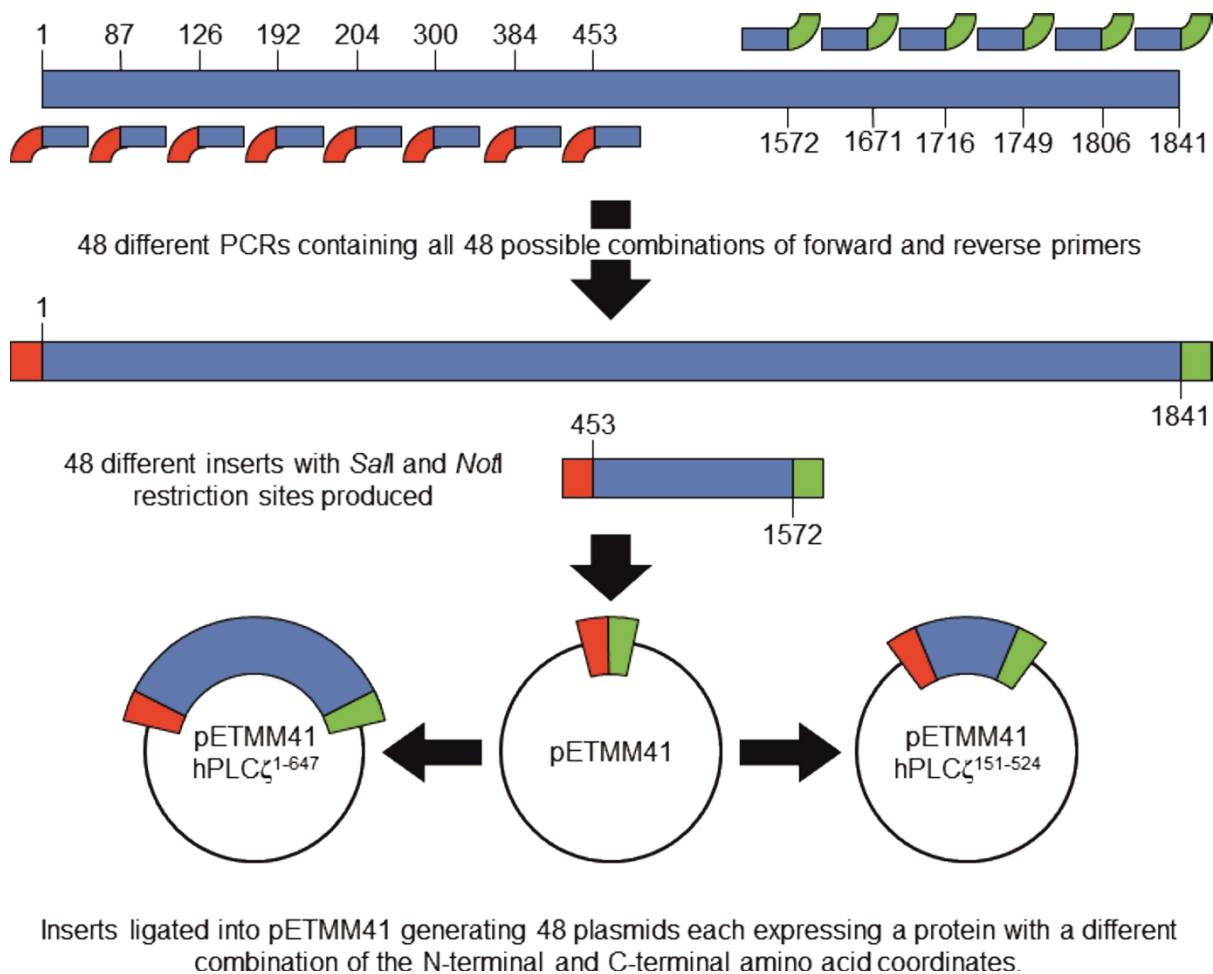 1 87 126 192 204 300 384 453
1572 1671 1716 1749 1806 1841
48 different PCRs containing all 48 possible combinations of forward and reverse primers
1
1841
453
48 different inserts with SalI and NotI
restriction sites produced
1572
pETMM41
hPLCζ¹⁻⁶⁴⁷
pETMM41
pETMM41
hPLCζ¹⁵¹⁻⁵²⁴
Inserts ligated into pETMM41 generating 48 plasmids each expressing a protein with a different
combination of the N-terminal and C-terminal amino acid coordinates.